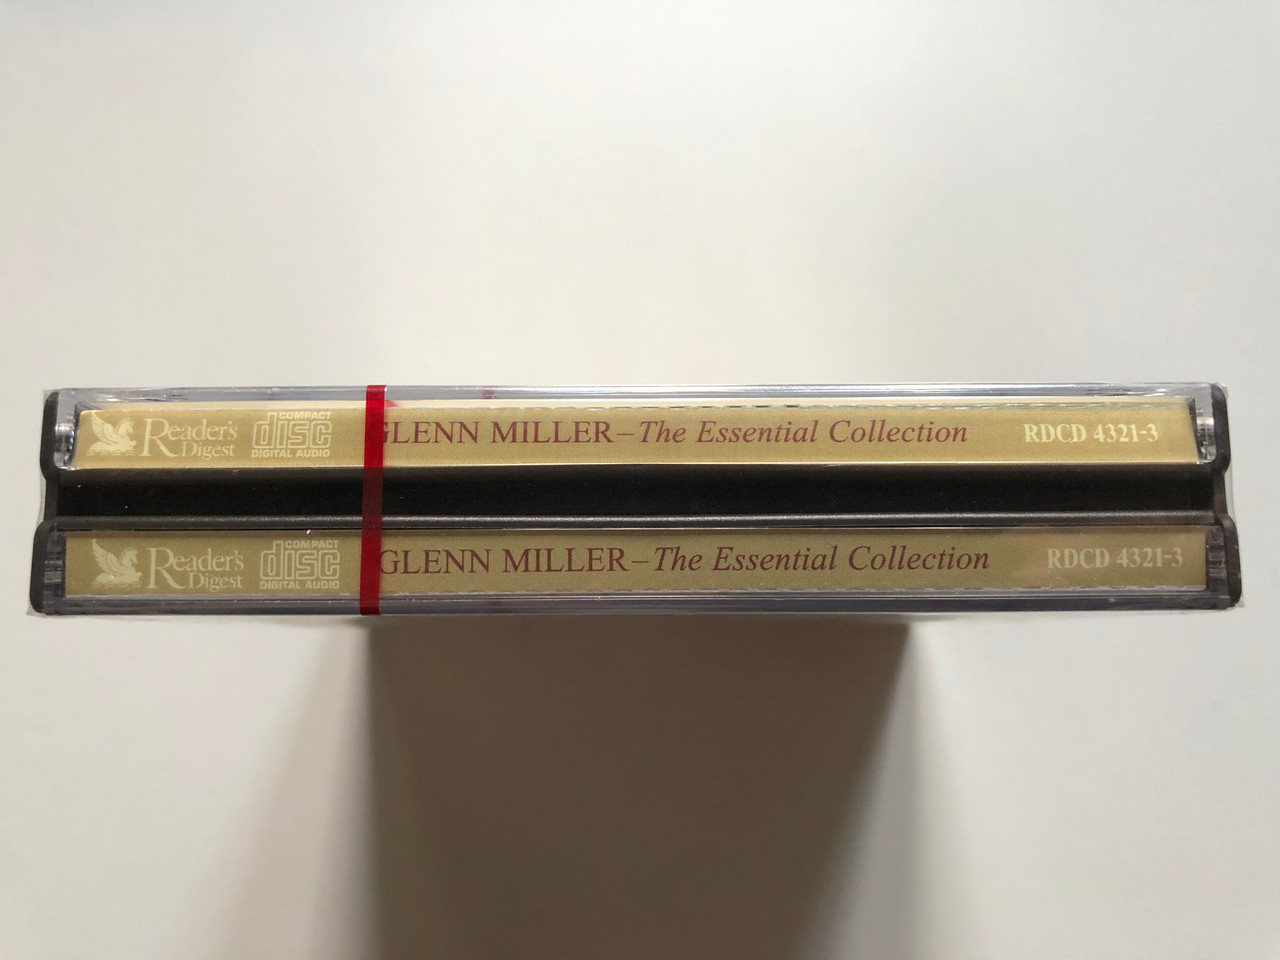 Reader's Digest COMPACT disc DIGITAL AUDIO GLENN MILLER–The Essential Collection RDCD 4321-3
Reader's Digest COMPACT disc DIGITAL AUDIO GLENN MILLER–The Essential Collection RDCD 4321-3